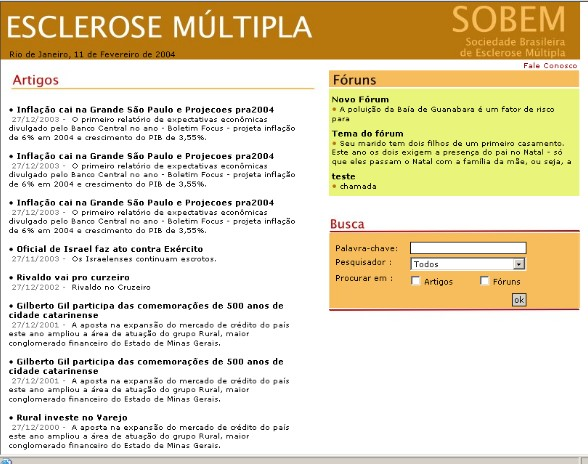 ESCLEROSE MÚLTIPLA
SOBEM
Sociedade Brasileira
de Esclerose Múltipla
Rio de Janeiro, 11 de Fevereiro de 2004
Fale Conosco
Artigos
• Inflação cai na Grande São Paulo e Projecoes pra2004
27/12/2003 - O primeiro relatório de expectativas econômicas
divulgado pelo Banco Central no ano - Boletim Focus - projeta inflação
de 6% em 2004 e crescimento do PIB de 3,55%.
• Inflação cai na Grande São Paulo e Projecoes pra2004
27/12/2003 - O primeiro relatório de expectativas econômicas
divulgado pelo Banco Central no ano - Boletim Focus - projeta inflação
de 6% em 2004 e crescimento do PIB de 3,55%.
• Inflação cai na Grande São Paulo e Projecoes pra2004
27/12/2003 - O primeiro relatório de expectativas econômicas
divulgado pelo Banco Central no ano - Boletim Focus - projeta inflação
de 6% em 2004 e crescimento do PIB de 3,55%.
• Oficial de Israel faz ato contra Exército
27/11/2003 - Os Israelenses continuam escrotos.
• Rivaldo vai pro curzeiro
27/12/2002 - Rivaldo no Cruzeiro
• Gilberto Gil participa das comemorações de 500 anos de
cidade catarinense
27/12/2001 - A aposta na expansão do mercado de crédito do país
este ano ampliou a área de atuação do grupo Rural, maior
conglomerado financeiro do Estado de Minas Gerais.
• Gilberto Gil participa das comemorações de 500 anos de
cidade catarinense
27/12/2001 - A aposta na expansão do mercado de crédito do país
este ano ampliou a área de atuação do grupo Rural, maior
conglomerado financeiro do Estado de Minas Gerais.
• Rural investe no Varejo
27/12/2000 - A aposta na expansão do mercado de crédito do país
este ano ampliou a área de atuação do grupo Rural, maior
conglomerado financeiro do Estado de Minas Gerais.
Fóruns
Novo Fórum
• A poluição da Baía de Guanabara é um fator de risco
para
Tema do fórum
• Seu marido tem dois filhos de um primeiro casamento.
Este ano os dois exigem a presença do pai no Natal - só
que eles passam o Natal com a família da mãe, ou seja, a
teste
• chamada
Busca
Palavra-chave:
Pesquisador : Todos
Procurar em : Artigos Fóruns
ok